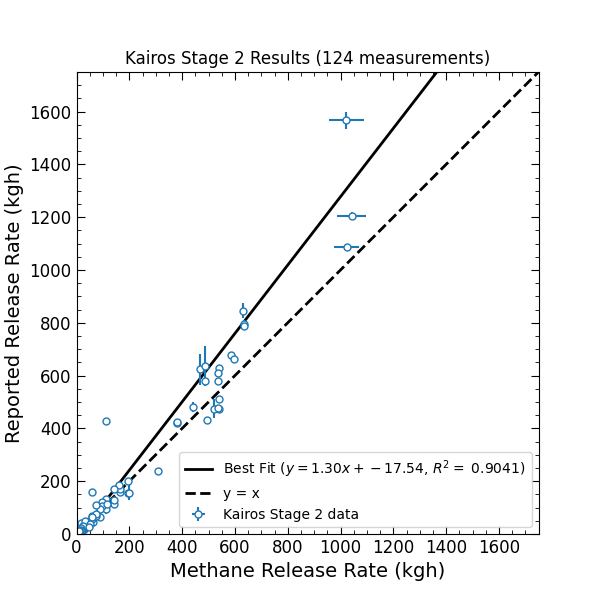 Kairos Stage 2 Results (124 measurements)
Reported Release Rate (kgh)
1600
1400
1200
1000
800
600
400
200
0
Best Fit (y = 1.30x + −17.54, R² = 0.9041)
y = x
Kairos Stage 2 data
0 200 400 600 800 1000 1200 1400 1600
Methane Release Rate (kgh)